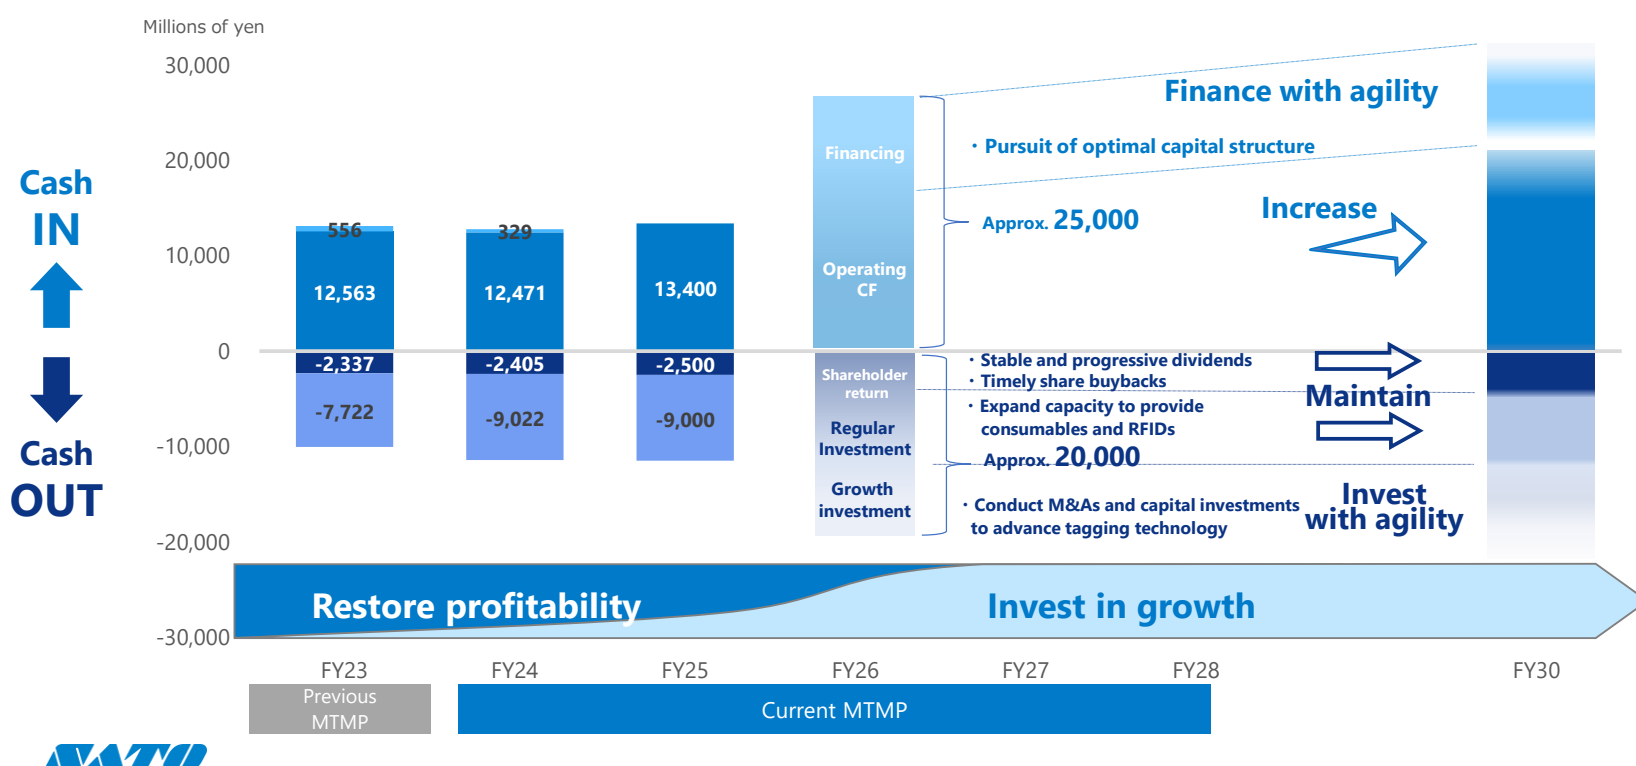 Millions of yen
30,000
20,000
10,000
0
-10,000
-20,000
-30,000
Cash
IN
Cash
OUT
556
12,563
-2,337
-7,722
329
12,471
-2,405
-9,022
13,400
-2,500
-9,000
Financing
Operating
CF
Shareholder
return
Regular
Investment
Growth
investment
Finance with agility
・Pursuit of optimal capital structure
Approx. 25,000
Increase
・Stable and progressive dividends
・Timely share buybacks
・Expand capacity to provide
consumables and RFIDs
Maintain
Approx. 20,000
・Conduct M&As and capital investments
to advance tagging technology
Invest
with agility
Restore profitability
Invest in growth
FY23
FY24
FY25
FY26
FY27
FY28
FY30
Previous
MTMP
Current MTMP